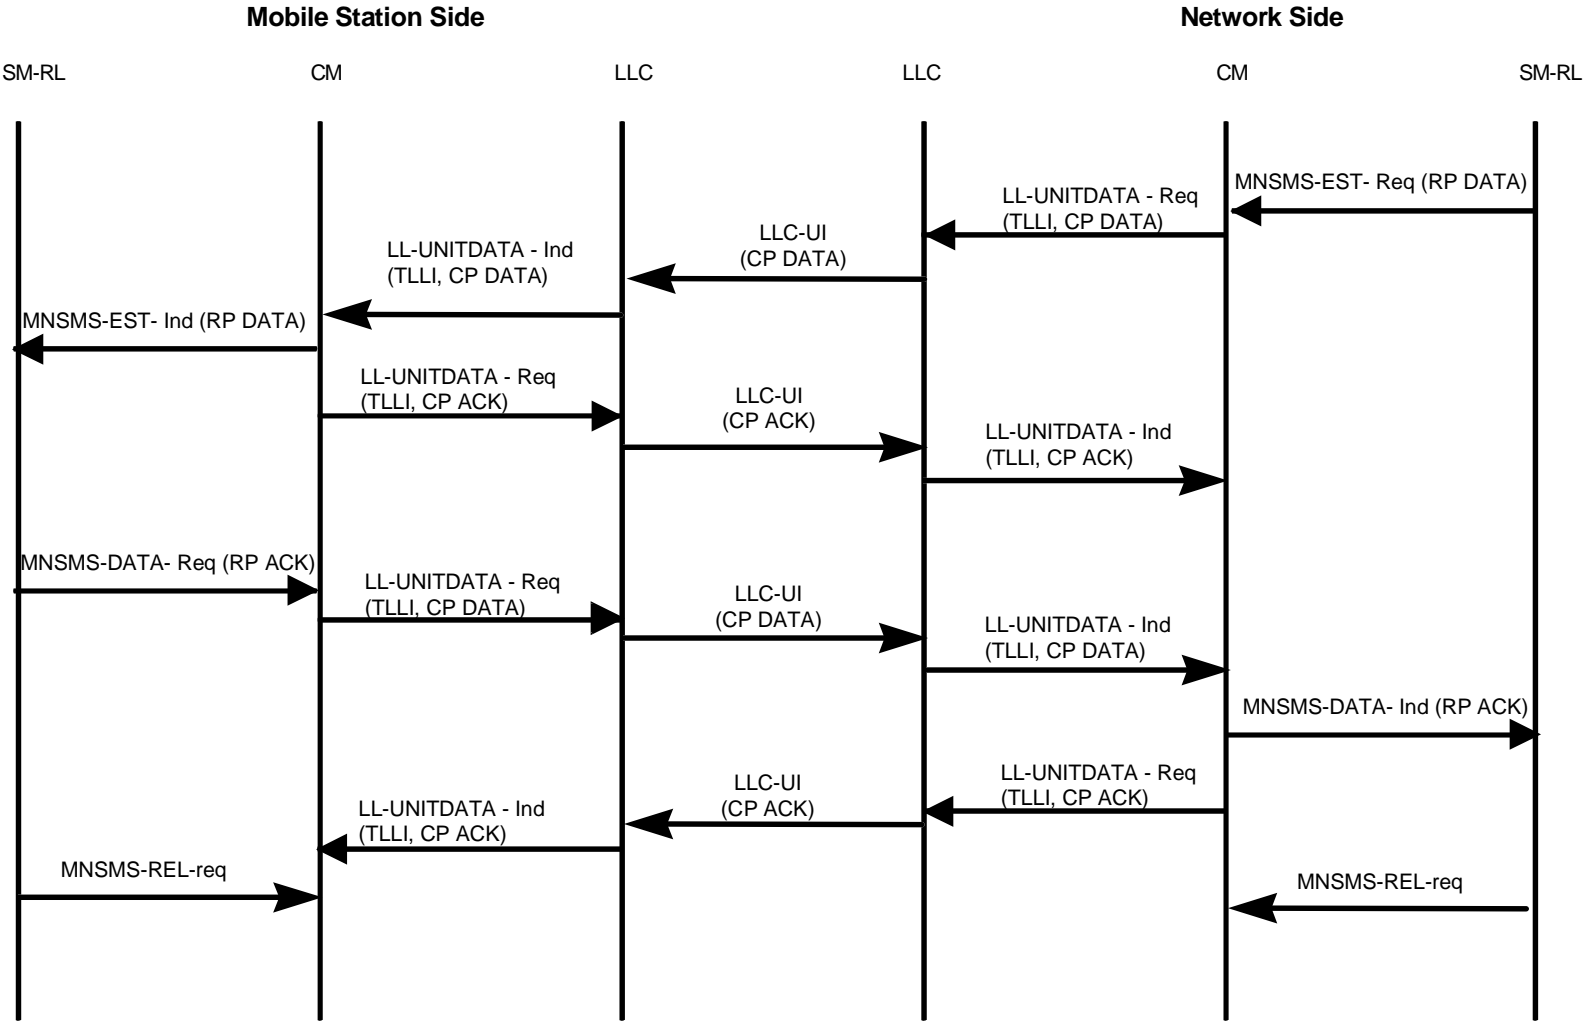 Mobile Station Side
Network Side
SM-RL
CM
LLC
LLC
CM
SM-RL
MNSMS-EST- Req (RP DATA)
LL-UNITDATA - Req
(TLLI, CP DATA)
LLC-UI
(CP DATA)
LL-UNITDATA - Ind
(TLLI, CP DATA)
MNSMS-EST- Ind (RP DATA)
LL-UNITDATA - Req
(TLLI, CP ACK)
LLC-UI
(CP ACK)
LL-UNITDATA - Ind
(TLLI, CP ACK)
MNSMS-DATA- Req (RP ACK)
LL-UNITDATA - Req
(TLLI, CP DATA)
LLC-UI
(CP DATA)
LL-UNITDATA - Ind
(TLLI, CP DATA)
MNSMS-DATA- Ind (RP ACK)
LL-UNITDATA - Req
(TLLI, CP ACK)
LLC-UI
(CP ACK)
LL-UNITDATA - Ind
(TLLI, CP ACK)
MNSMS-REL-req
MNSMS-REL-req